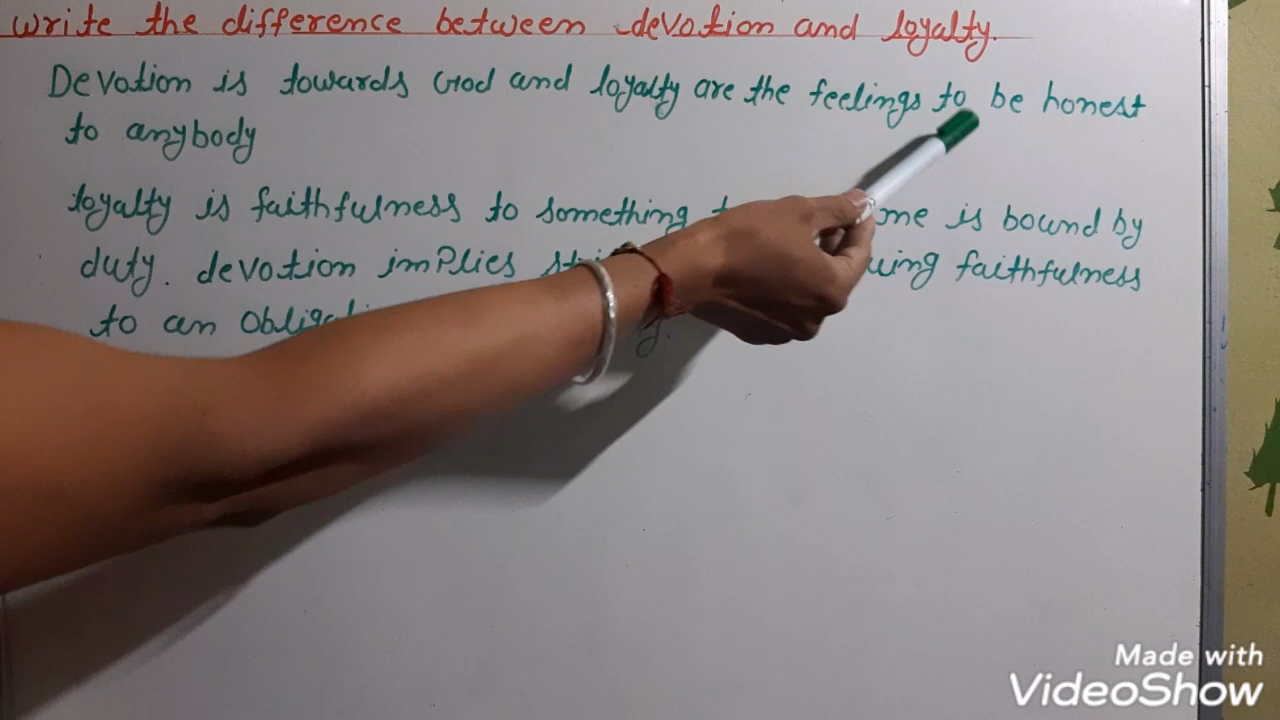 write the difference between devotion and loyalty.
Devotion is towards God and loyalty are the feelings to be honest
to anybody
loyalty is faithfulness to something is bound by
duty. devotion implies faithfulness
to an
Made with
VideoShow